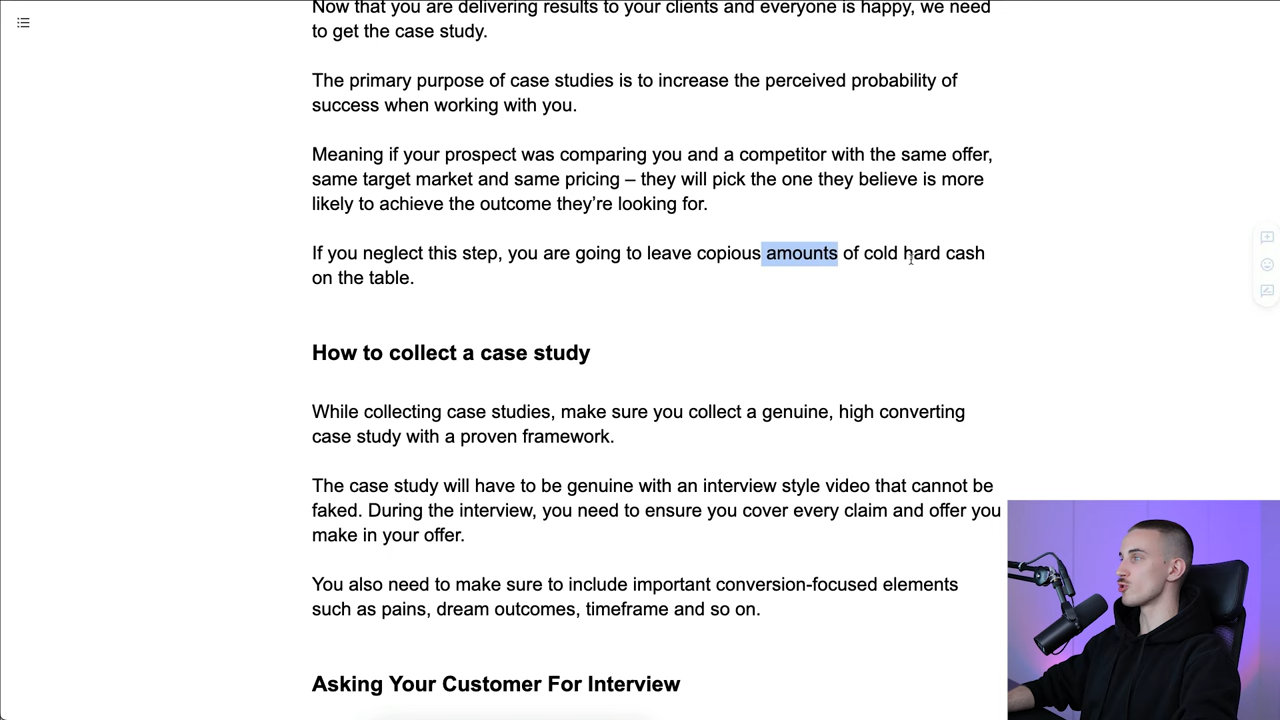 Now that you are delivering results to your clients and everyone is happy, we need
to get the case study.
The primary purpose of case studies is to increase the perceived probability of
success when working with you.
Meaning if your prospect was comparing you and a competitor with the same offer,
same target market and same pricing – they will pick the one they believe is more
likely to achieve the outcome they’re looking for.
If you neglect this step, you are going to leave copious amounts of cold hard cash
on the table.
How to collect a case study
While collecting case studies, make sure you collect a genuine, high converting
case study with a proven framework.
The case study will have to be genuine with an interview style video that cannot be
faked. During the interview, you need to ensure you cover every claim and offer you
make in your offer.
You also need to make sure to include important conversion-focused elements
such as pains, dream outcomes, timeframe and so on.
Asking Your Customer For Interview